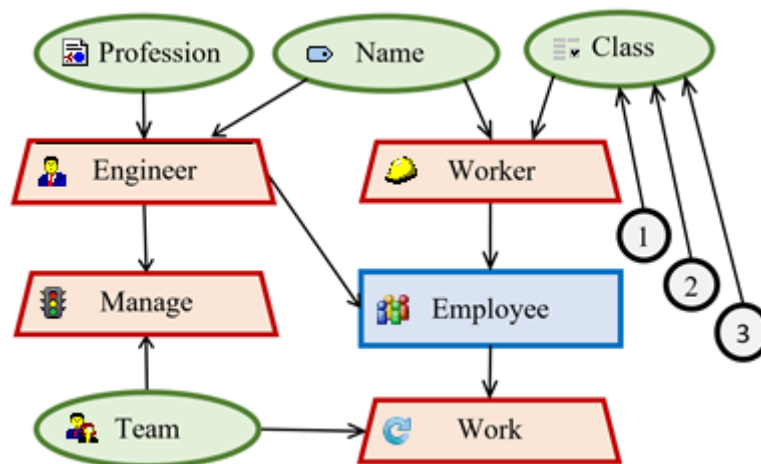 Profession
Name
Class
Engineer
Worker
1
2
3
Manage
Employee
Team
Work